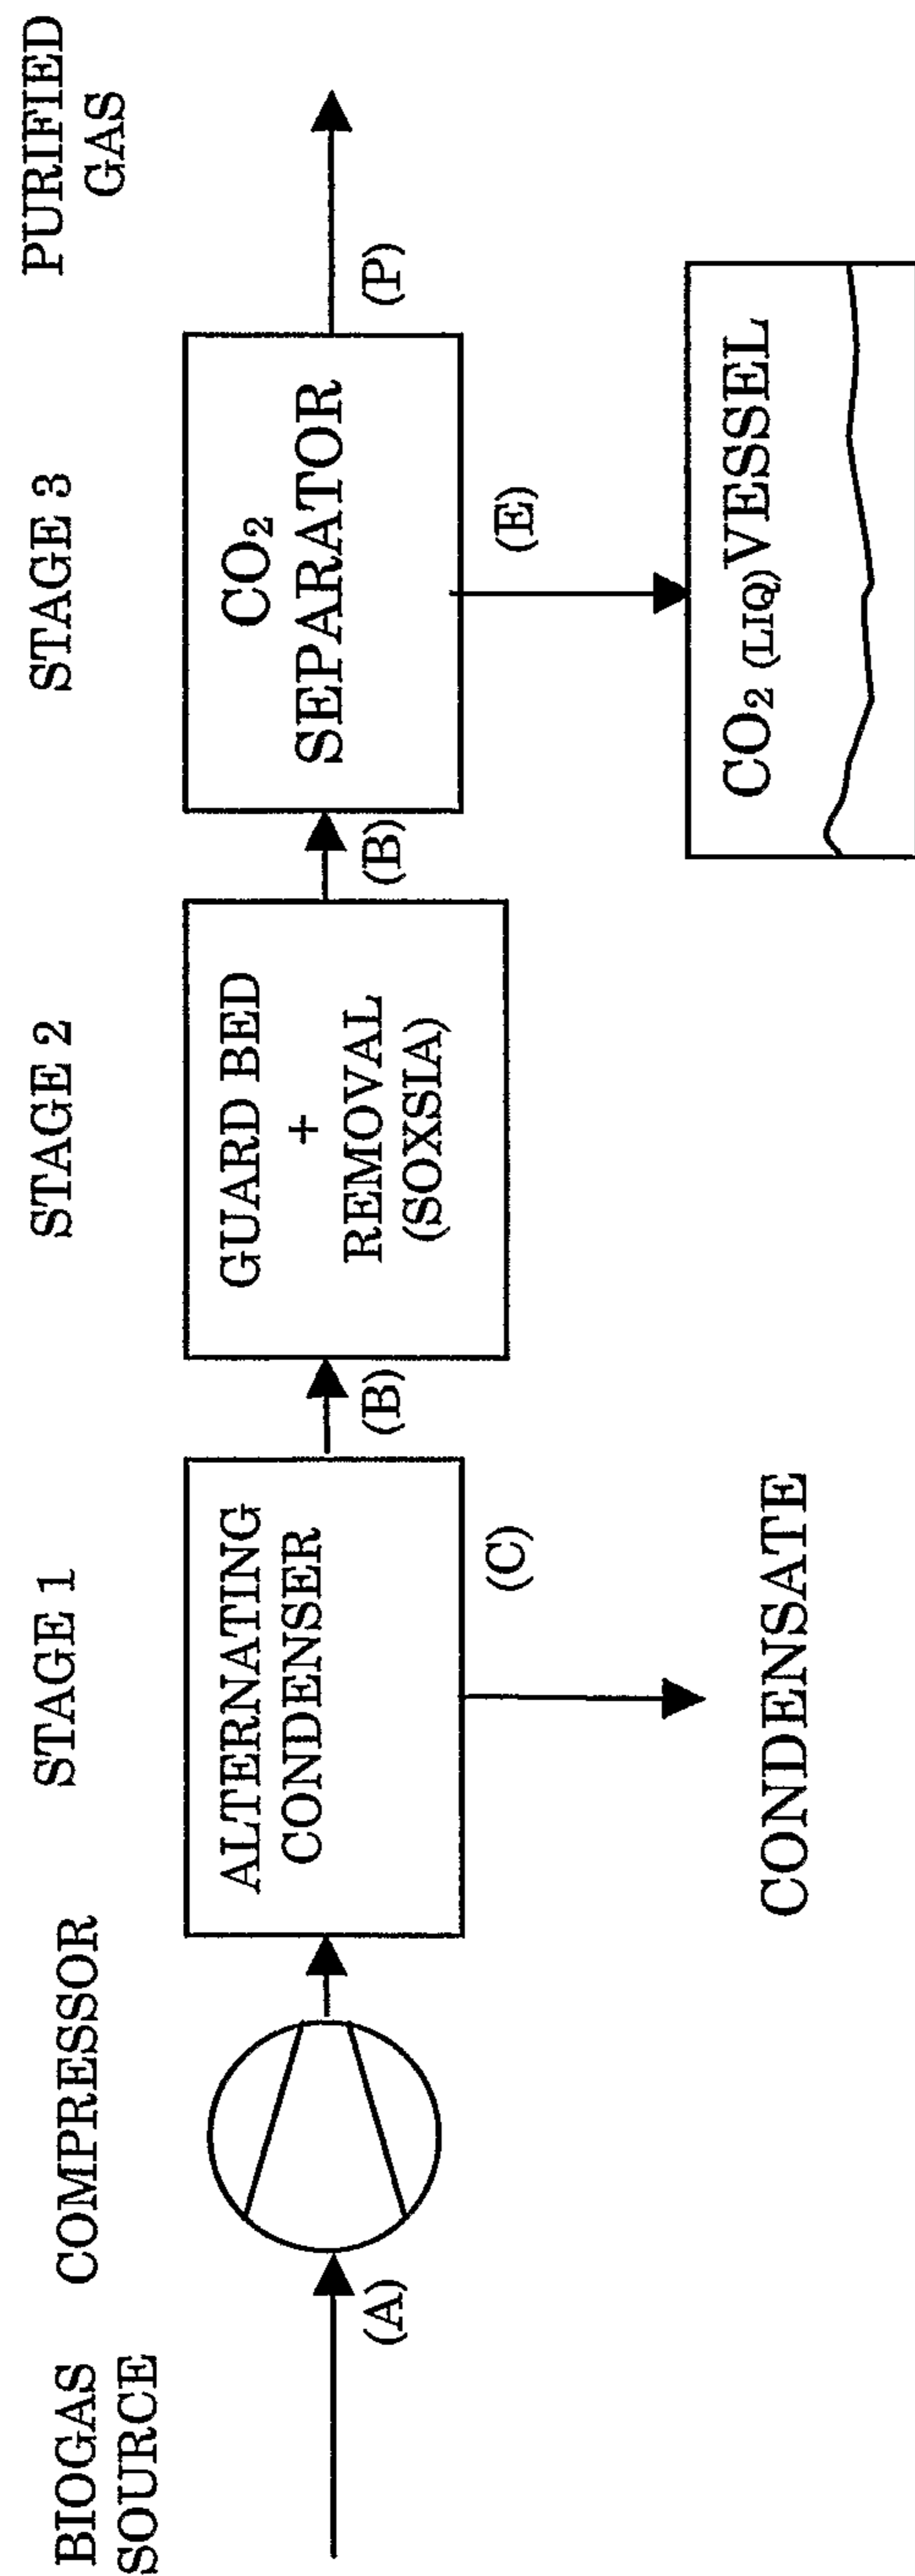 BIOGAS
SOURCE
COMPRESSOR
STAGE 1
STAGE 2
STAGE 3
PURIFIED
GAS
(A)
ALTERNATING
CONDENSER
(B)
GUARD BED
+
REMOVAL
(SOXSIA)
(B)
CO₂
SEPARATOR
(P)
(C)
CONDENSATE
(E)
CO₂ (LIQ) VESSEL